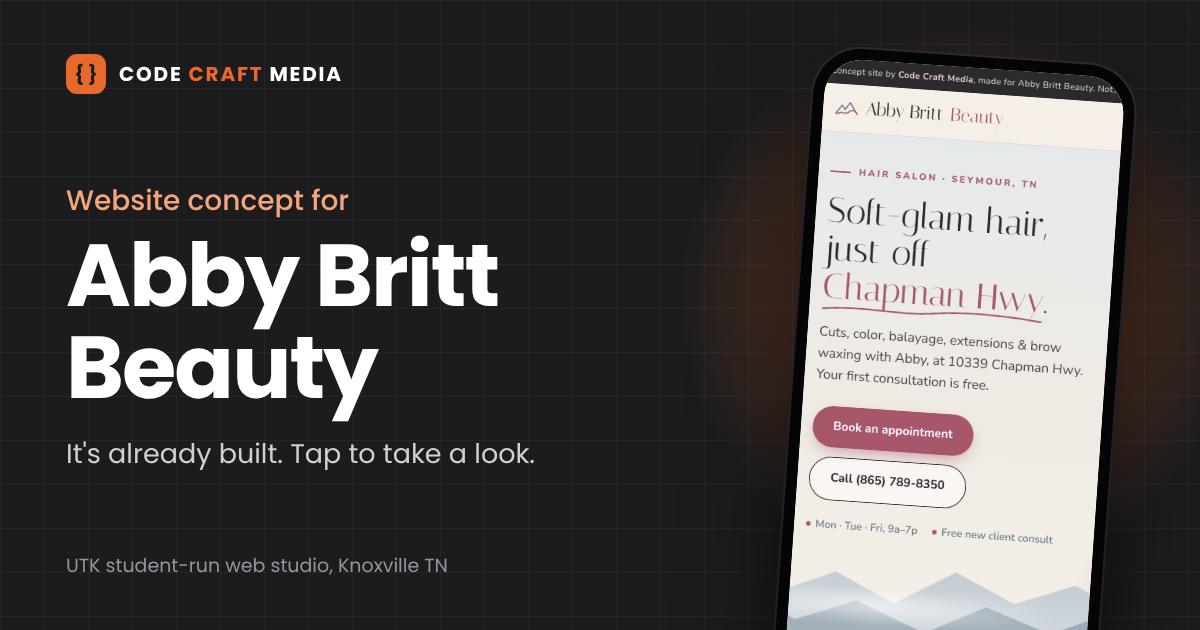 { } CODE CRAFT MEDIA
Website concept for
Abby Britt
Beauty
It's already built. Tap to take a look.
UTK student-run web studio, Knoxville TN
concept site by Code Craft Media, made for Abby Britt Beauty. Not
Abby Britt Beauty
HAIR SALON · SEYMOUR, TN
Soft-glam hair,
just off
Chapman Hwy.
Cuts, color, balayage, extensions & brow
waxing with Abby, at 10339 Chapman Hwy.
Your first consultation is free.
Book an appointment
Call (865) 789-8350
• Mon · Tue · Fri, 9a–7p • Free new client consult